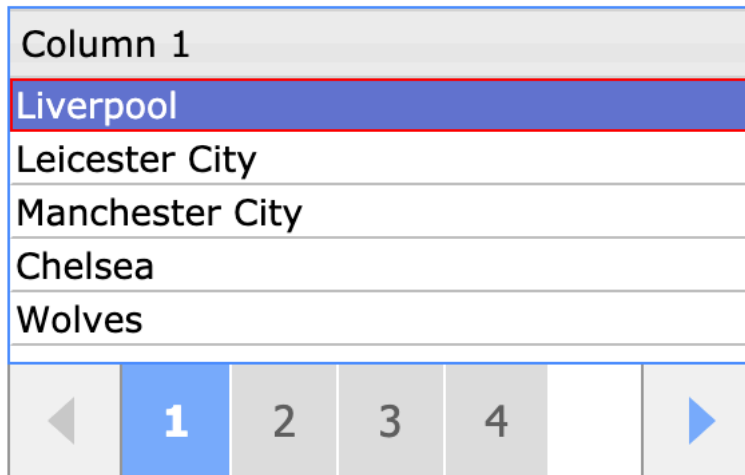 Column 1
Liverpool
Leicester City
Manchester City
Chelsea
Wolves
1 2 3 4